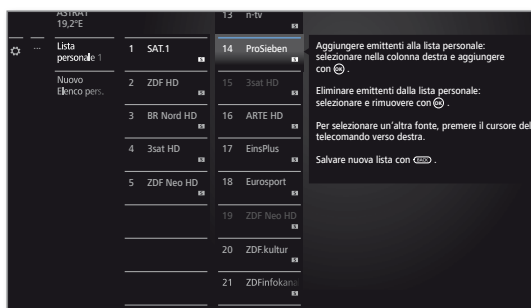 ASTRA1
19,2°E
...
Lista
personale 1
Nuovo
Elenco pers.
1 SAT.1
S
2 ZDF HD
S
3 BR Nord HD
S
4 3sat HD
S
5 ZDF Neo HD
S
13 n-tv
S
14 ProSieben
S
15 3sat HD
S
16 ARTE HD
S
17 EinsPlus
S
18 Eurosport
S
19 ZDF Neo HD
S
20 ZDF.kultur
S
21 ZDFinfokana
S
Aggiungere emittenti alla lista personale:
selezionare nella colonna destra e aggiungere
con OK .
Eliminare emittenti dalla lista personale:
selezionare e rimuovere con OK .
Per selezionare un'altra fonte, premere il cursore del
telecomando verso destra.
Salvare nuova lista con BACK .